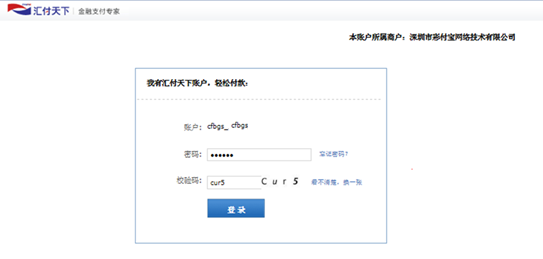 汇付天下 金融支付专家
本账户所属商户：深圳市彩付宝网络技术有限公司
我有汇付天下账户，轻松付款：
账户： cfbgs_ cfbgs
密码： ●●●●●● 忘记密码？
校验码： cur5 C u r 5 看不清楚，换一张
登 录